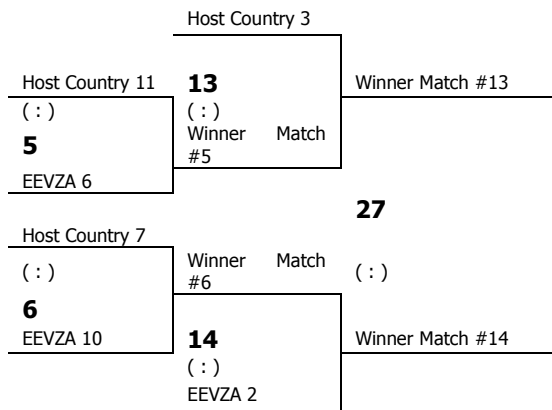 Host Country 3
Host Country 11
13
Winner Match #13
( : )
( : )
5
Winner Match
#5
EEVZA 6
27
Host Country 7
Winner Match
#6
( : )
( : )
6
EEVZA 10
14
Winner Match #14
( : )
EEVZA 2